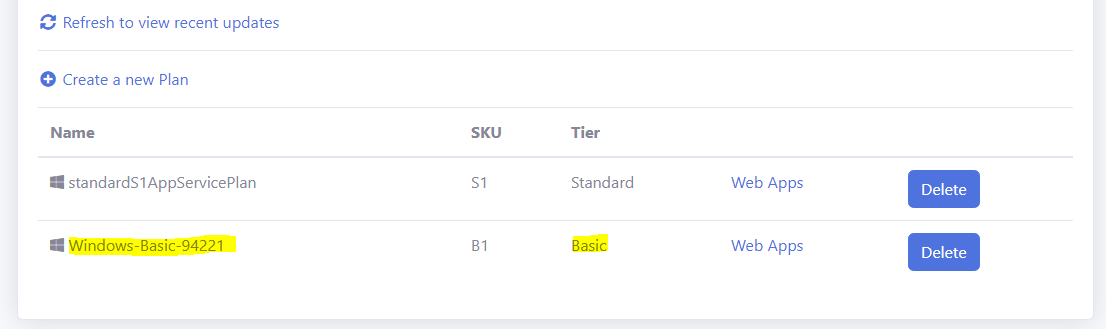 Refresh to view recent updates
Create a new Plan
Name SKU Tier
standardS1AppServicePlan S1 Standard Web Apps Delete
Windows-Basic-94221 B1 Basic Web Apps Delete